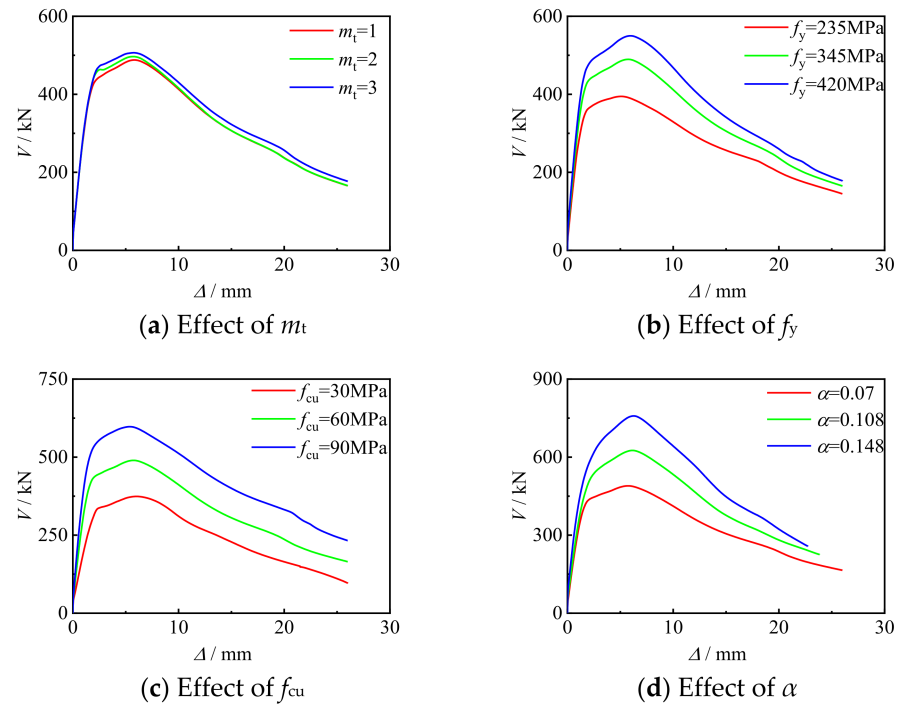 600
400
200
0
V / kN
0 10 20 30
Δ / mm
mt=1
mt=2
mt=3
(a) Effect of mt
600
400
200
0
V / kN
0 10 20 30
Δ / mm
fy=235MPa
fy=345MPa
fy=420MPa
(b) Effect of fy
750
500
250
0
V / kN
0 10 20 30
Δ / mm
fcu=30MPa
fcu=60MPa
fcu=90MPa
(c) Effect of fcu
900
600
300
0
V / kN
0 10 20 30
Δ / mm
α=0.07
α=0.108
α=0.148
(d) Effect of α